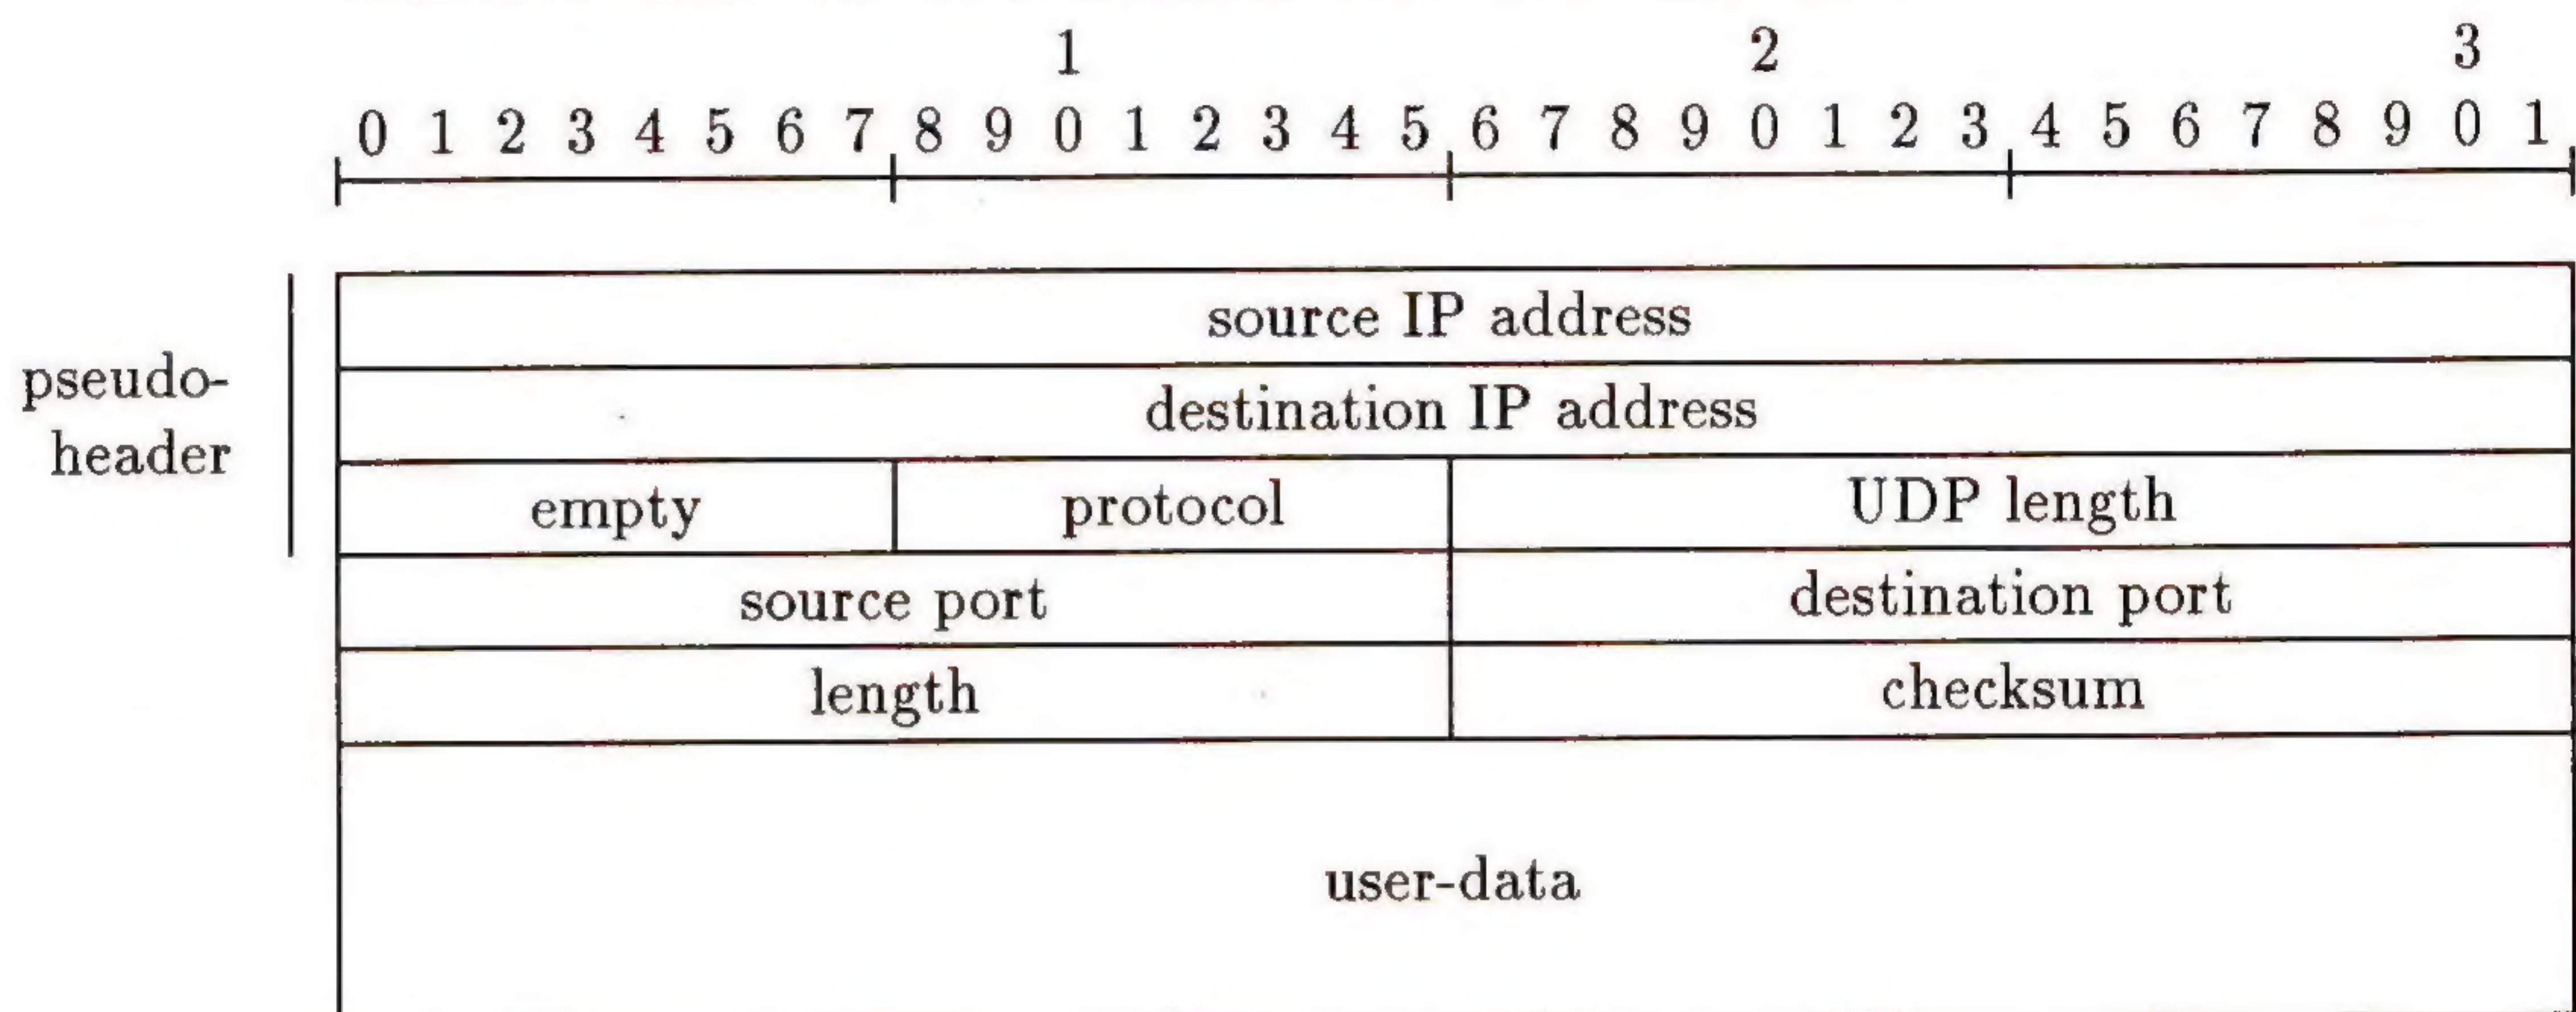 1 2 3
0 1 2 3 4 5 6 7 8 9 0 1 2 3 4 5 6 7 8 9 0 1 2 3 4 5 6 7 8 9 0 1
source IP address
pseudo-
header
destination IP address
empty protocol UDP length
source port destination port
length checksum
user-data